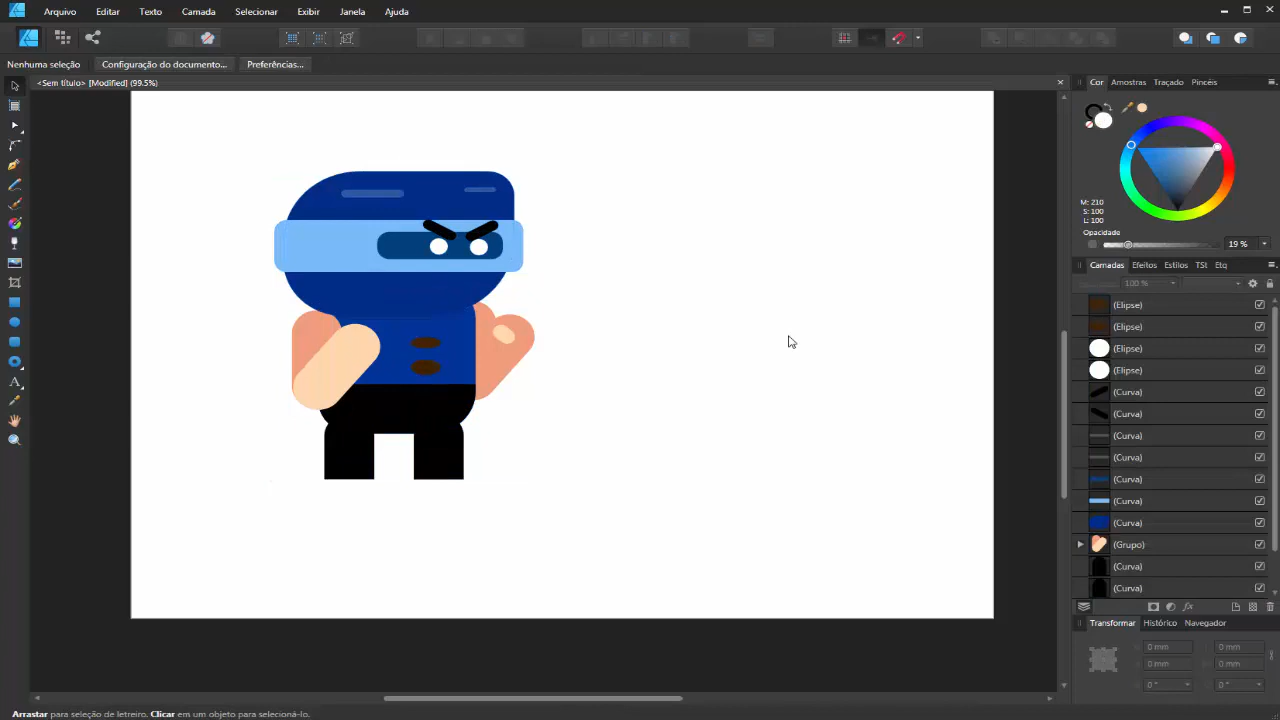 Arquivo Editar Texto Camada Selecionar Exibir Janela Ajuda
Nenhuma seleção Configuração do documento... Preferências...
<Sem título> [Modified] (99.5%)
Cor Amostras Traçado Pincéis
M: 210
S: 100
L: 100
Opacidade
19 %
Camadas Efeitos Estilos TSt Etq
100 %
(Elipse)
(Elipse)
(Elipse)
(Elipse)
(Curva)
(Curva)
(Curva)
(Curva)
(Curva)
(Curva)
(Curva)
(Grupo)
(Curva)
(Curva)
fx
Transformar Histórico Navegador
0 mm 0 mm
0 mm 0 mm
0 ° 0 °
Arrastar para seleção de letreiro. Clicar em um objeto para selecioná-lo.